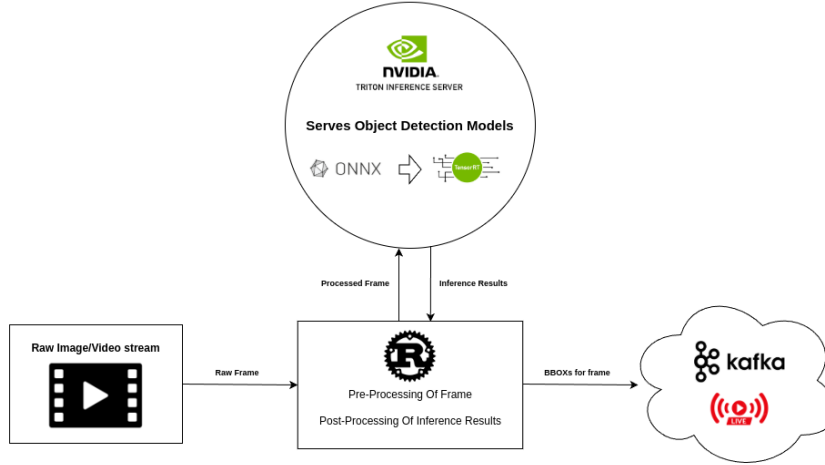 NVIDIA.
TRITON INFERENCE SERVER
Serves Object Detection Models
ONNX
TensorRT
Processed Frame
Inference Results
Raw Image/Video stream
Raw Frame
R
Pre-Processing Of Frame
Post-Processing Of Inference Results
BBOXs for frame
kafka
LIVE